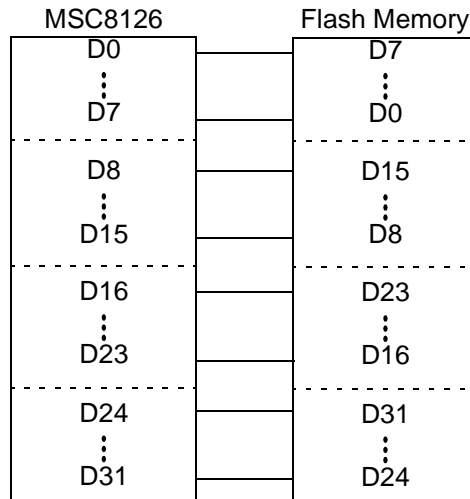 MSC8126 Flash Memory
D0 D7
D7 D0
D8 D15
D15 D8
D16 D23
D23 D16
D24 D31
D31 D24